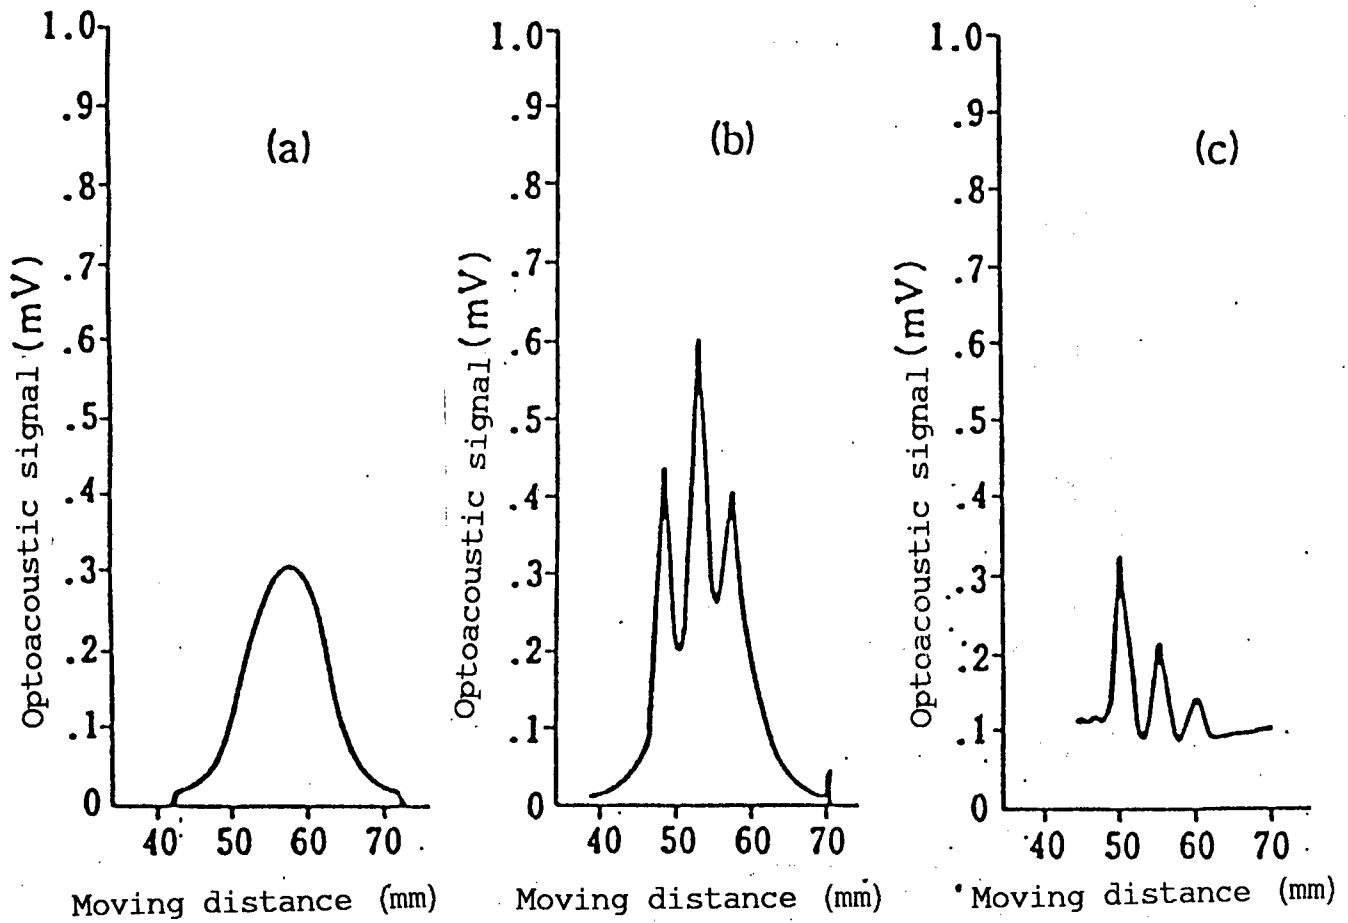 1.0
.9
.8
.7
.6
.5
.4
.3
.2
.1
0
Optoacoustic signal (mV)
(a)
40 50 60 70
Moving distance (mm)
1.0
.9
.8
.7
.6
.5
.4
.3
.2
.1
0
Optoacoustic signal (mV)
(b)
40 50 60 70
Moving distance (mm)
1.0
.9
.8
.7
.6
.5
.4
.3
.2
.1
0
Optoacoustic signal (mV)
(c)
40 50 60 70
Moving distance (mm)